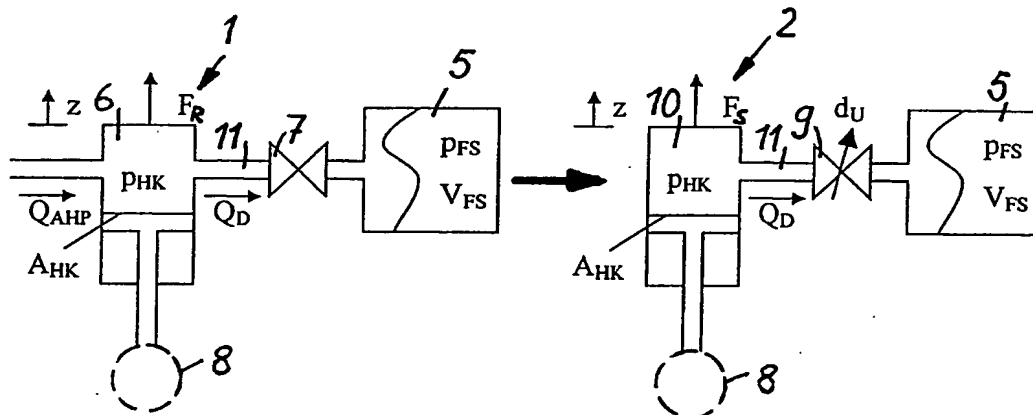 1
2
6
z
F_R
5
10
z
F_S
5
11
7
11
9
d_U
p_HK
p_FS
p_HK
p_FS
V_FS
V_FS
Q_AHP
Q_D
Q_D
A_HK
A_HK
8
8